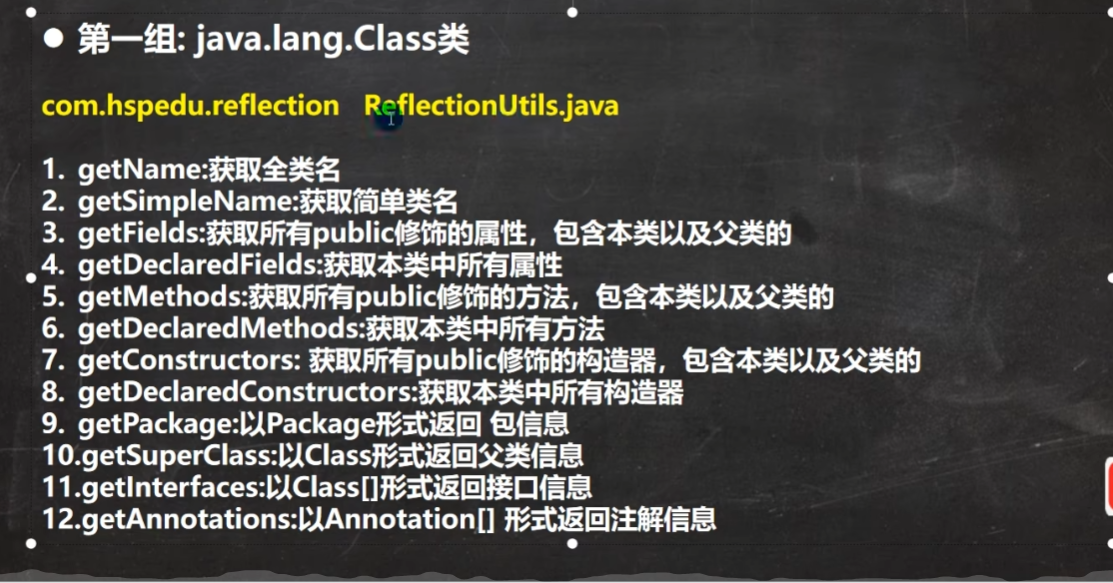 ● 第一组: java.lang.Class类
com.hspedu.reflection ReflectionUtils.java
1. getName:获取全类名
2. getSimpleName:获取简单类名
3. getFields:获取所有public修饰的属性，包含本类以及父类的
4. getDeclaredFields:获取本类中所有属性
5. getMethods:获取所有public修饰的方法，包含本类以及父类的
6. getDeclaredMethods:获取本类中所有方法
7. getConstructors: 获取所有public修饰的构造器，包含本类以及父类的
8. getDeclaredConstructors:获取本类中所有构造器
9. getPackage:以Package形式返回 包信息
10.getSuperClass:以Class形式返回父类信息
11.getInterfaces:以Class[]形式返回接口信息
12.getAnnotations:以Annotation[] 形式返回注解信息